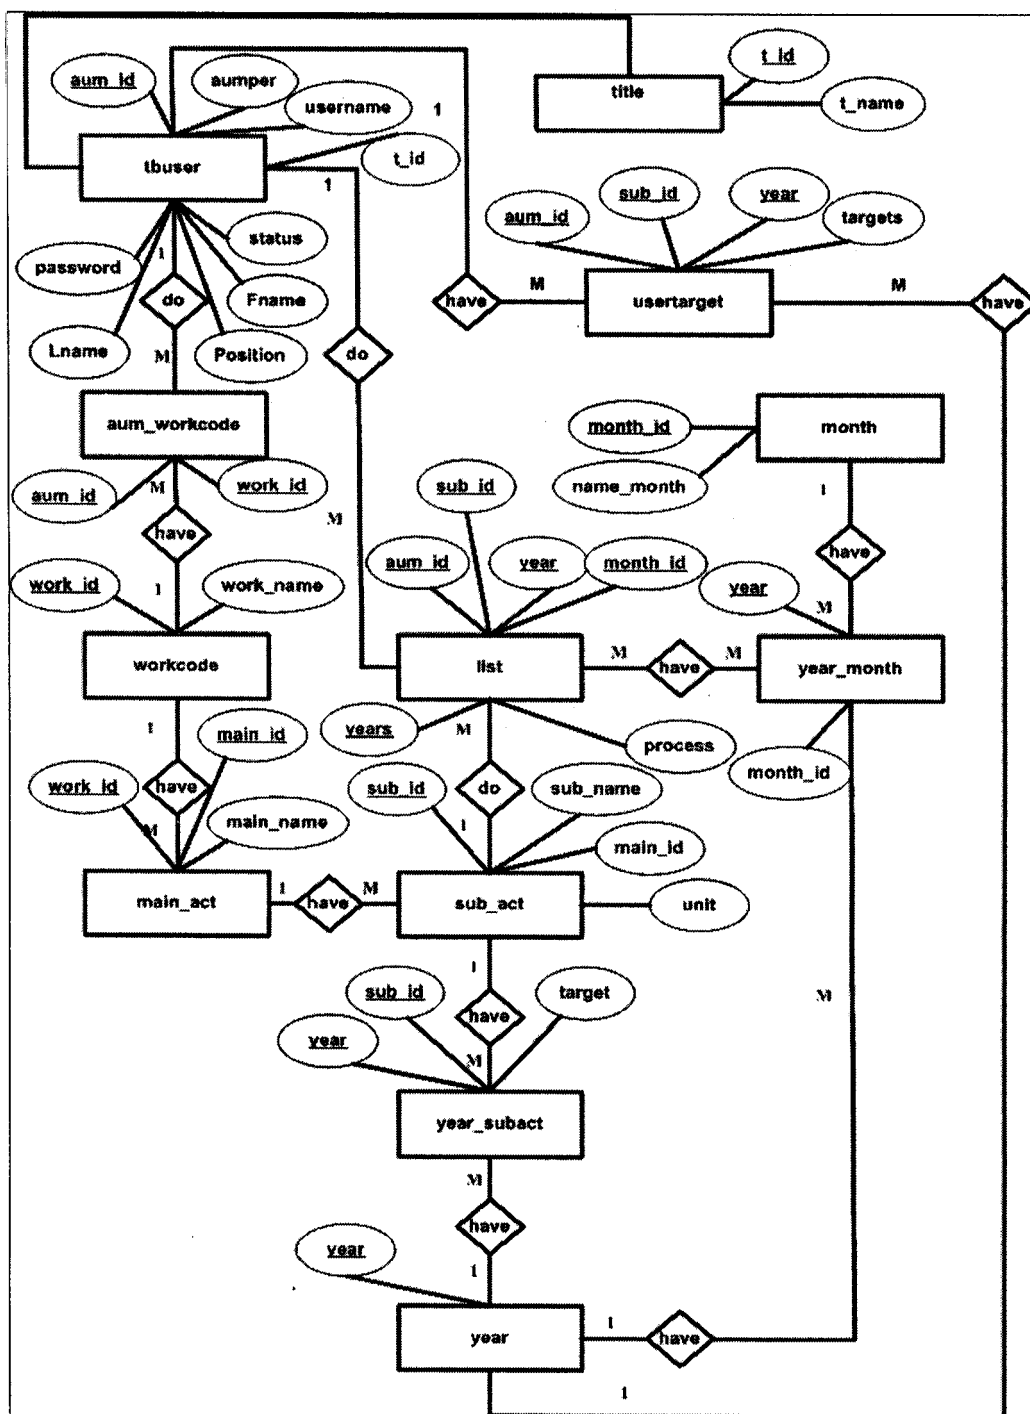 t_id
aum_id
aumper
title
username
1
t_name
tbuser
t_id
1
sub_id
year
aum_id
targets
status
password
1
Fname
do
have
M
usertarget
M
have
Lname
M
Position
do
aum_workcode
month_id
month
aum_id
M
work_id
sub_id
name_month
1
M
have
aum_id
year
month_id
have
work_id
1
work_name
year
M
workcode
list
M
have
M
year_month
1
main_id
years
M
process
month_id
work_id
have
sub_id
do
sub_name
M
main_name
1
main_id
main_act
1
have
M
sub_act
unit
1
sub_id
target
M
have
year
M
year_subact
M
have
year
1
year
1
have
1